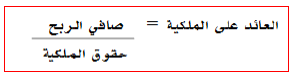 العائد على الملكية = صافي الربح
حقوق الملكية